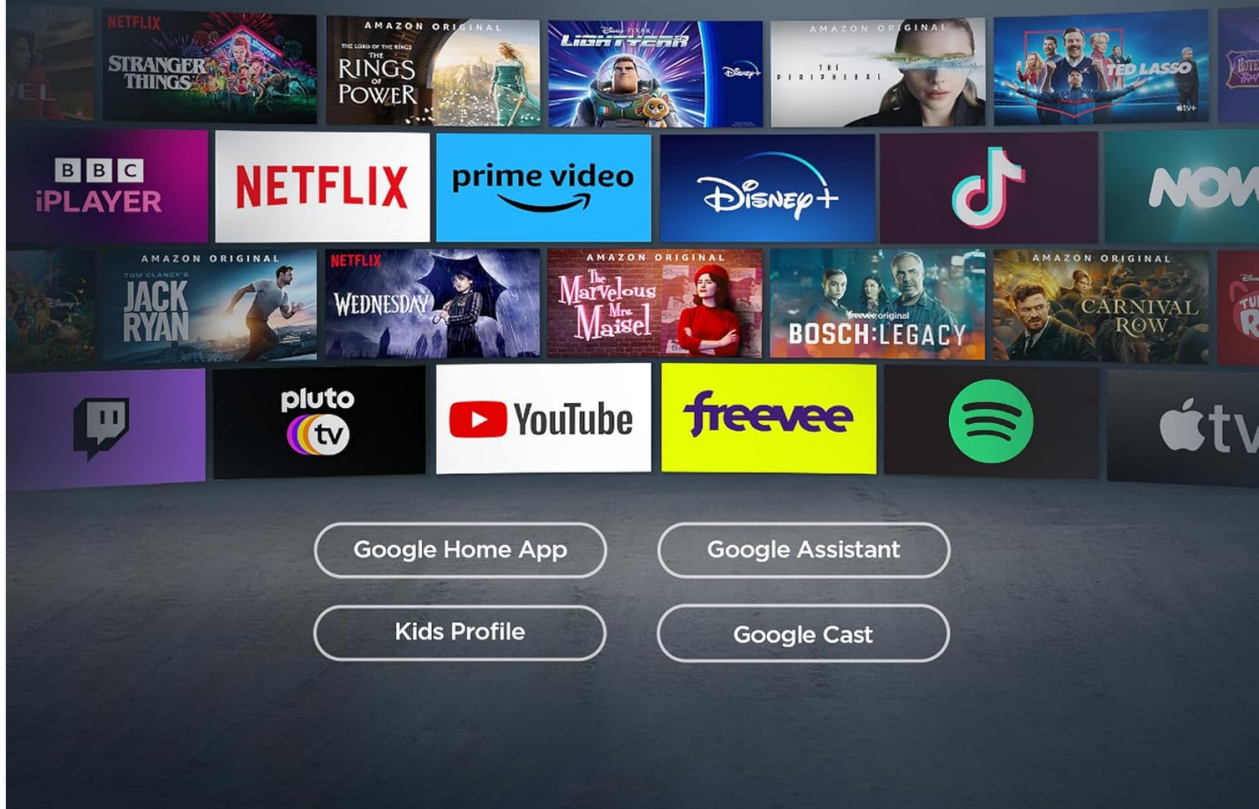 NETFLIX
STRANGER
THINGS
AMAZON ORIGINAL
THE LORD OF THE RINGS
THE
RINGS
OF
POWER
Disney PIXAR
LIGHTYEAR
Disney+
AMAZON ORIGINAL
THE
PERIPHERAL
TED LASSO
tv+
BBC
iPLAYER
NETFLIX
prime video
Disney+
NOW
AMAZON ORIGINAL
TOM CLANCY'S
JACK
RYAN
NETFLIX
WEDNESDAY
AMAZON ORIGINAL
The
Marvelous
Mrs.
Maisel
freevee original
BOSCH:LEGACY
AMAZON ORIGINAL
CARNIVAL
ROW
pluto
tv
YouTube
freevee
tv
Google Home App
Google Assistant
Kids Profile
Google Cast